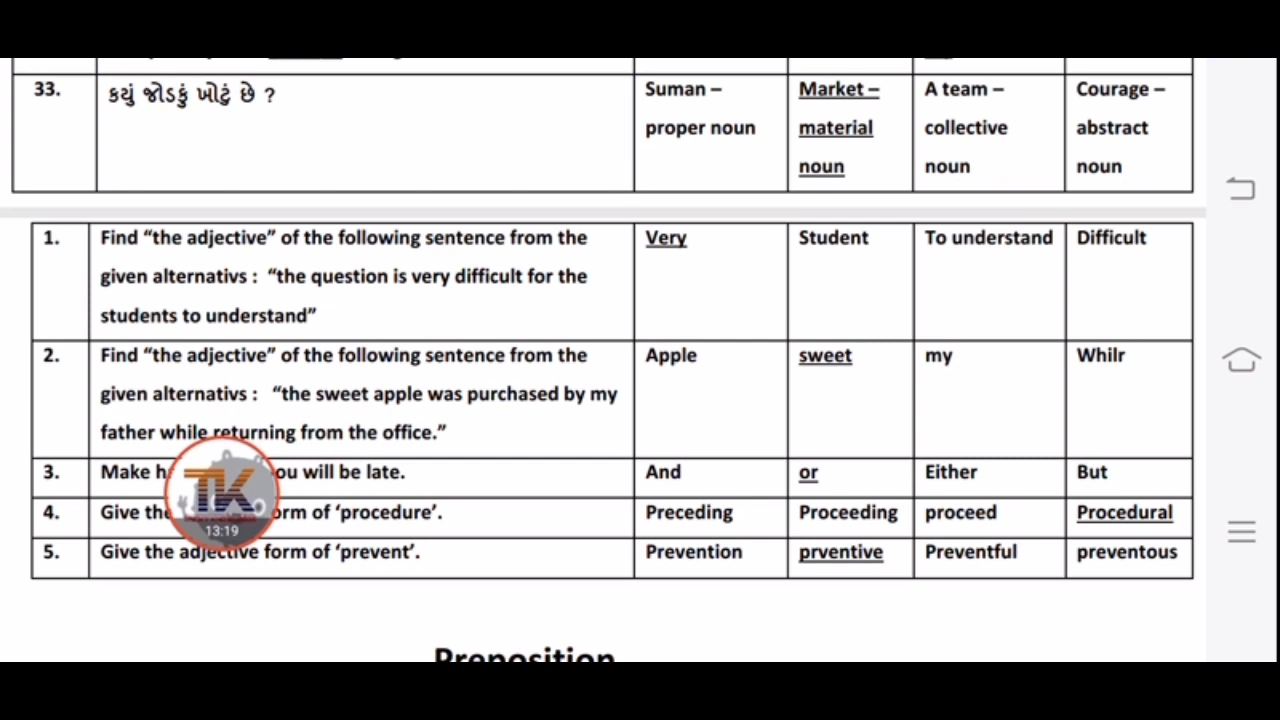 33. કયું જોડકું ખોટું છે ? Suman – Market – A team – Courage –
proper noun material collective abstract
noun noun noun
1. Find “the adjective” of the following sentence from the Very Student To understand Difficult
given alternativs : “the question is very difficult for the
students to understand”
2. Find “the adjective” of the following sentence from the Apple sweet my Whilr
given alternativs : “the sweet apple was purchased by my
father while returning from the office.”
3. Make ou will be late. And or Either But
4. Give the orm of ‘procedure’. Preceding Proceeding proceed Procedural
5. Give the adjective form of ‘prevent’. Prevention prventive Preventful preventous
TK
13:19
Preposition